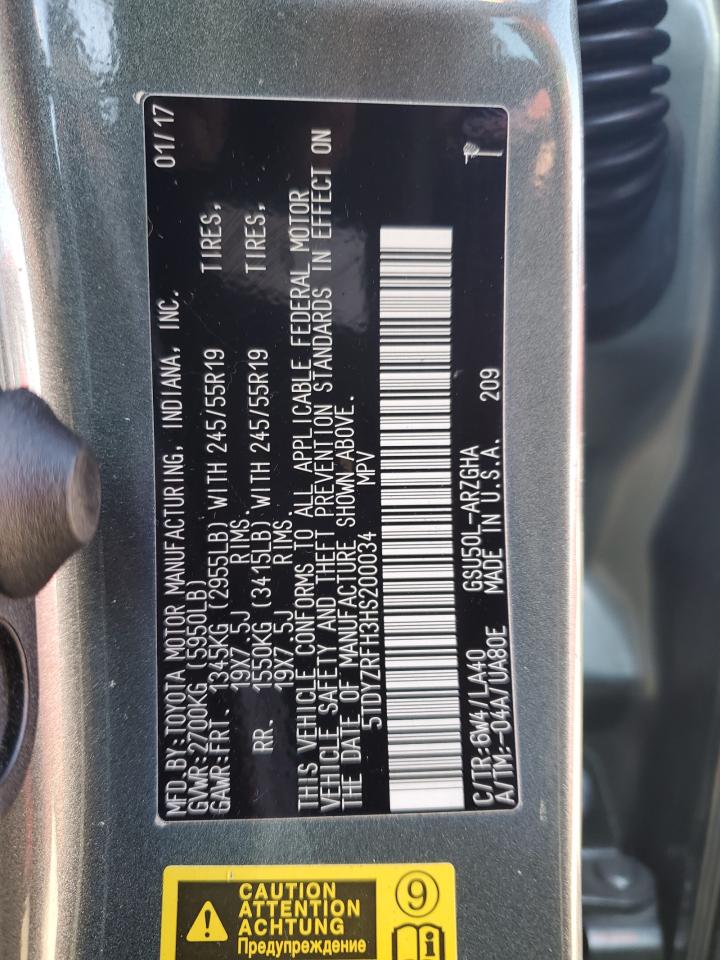 MFD.BY:TOYOTA MOTOR MANUFACTURING, INDIANA, INC. 01/17
GVWR:2700KG (5950LB)
GAWR:FRT. 1345KG (2955LB) WITH 245/55R19 TIRES,
19X7.5J RIMS.
RR. 1550KG (3415LB) WITH 245/55R19 TIRES,
19X7.5J RIMS.
THIS VEHICLE CONFORMS TO ALL APPLICABLE FEDERAL MOTOR
VEHICLE SAFETY AND THEFT PREVENTION STANDARDS IN EFFECT ON
THE DATE OF MANUFACTURE SHOWN ABOVE.
5TDYZRFH3HS200034 MPV
GSU50L-ARZGHA
C/TR:6W4/LA40
A/TM:-04A/UA80E MADE IN U.S.A. 209
CAUTION
ATTENTION
ACHTUNG
Предупреждение
9